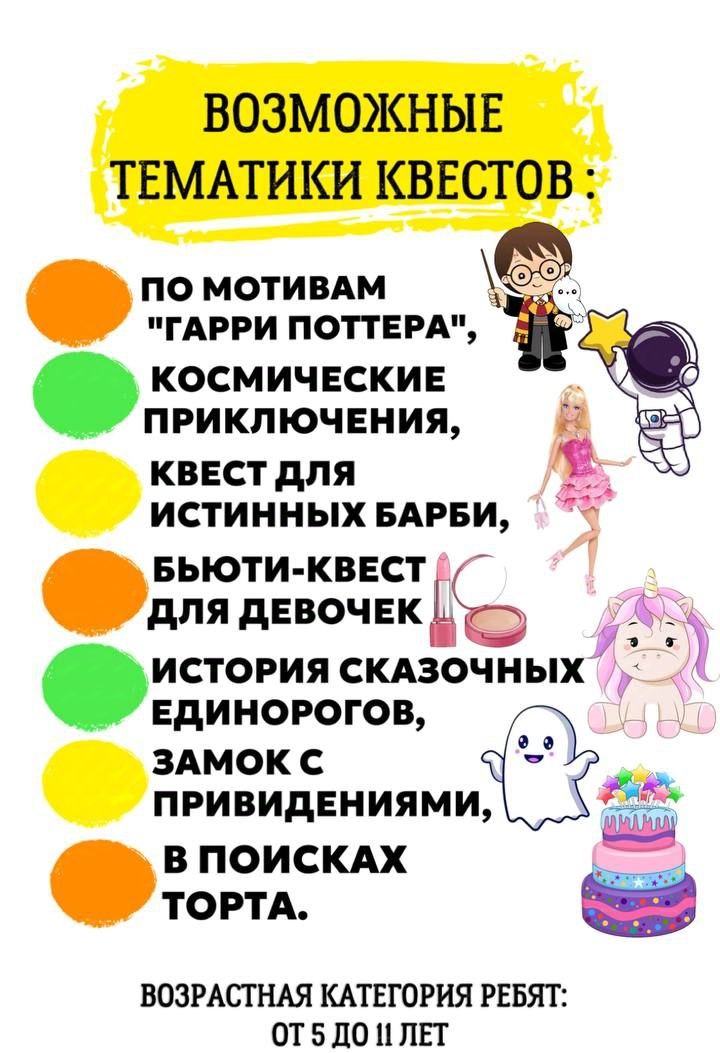 ВОЗМОЖНЫЕ
ТЕМАТИКИ КВЕСТОВ :
ПО МОТИВАМ
"ГАРРИ ПОТТЕРА",
КОСМИЧЕСКИЕ
ПРИКЛЮЧЕНИЯ,
КВЕСТ ДЛЯ
ИСТИННЫХ БАРБИ,
БЬЮТИ-КВЕСТ
ДЛЯ ДЕВОЧЕК
ИСТОРИЯ СКАЗОЧНЫХ
ЕДИНОРОГОВ,
ЗАМОК С
ПРИВИДЕНИЯМИ,
В ПОИСКАХ
ТОРТА.
ВОЗРАСТНАЯ КАТЕГОРИЯ РЕБЯТ:
ОТ 5 ДО 11 ЛЕТ